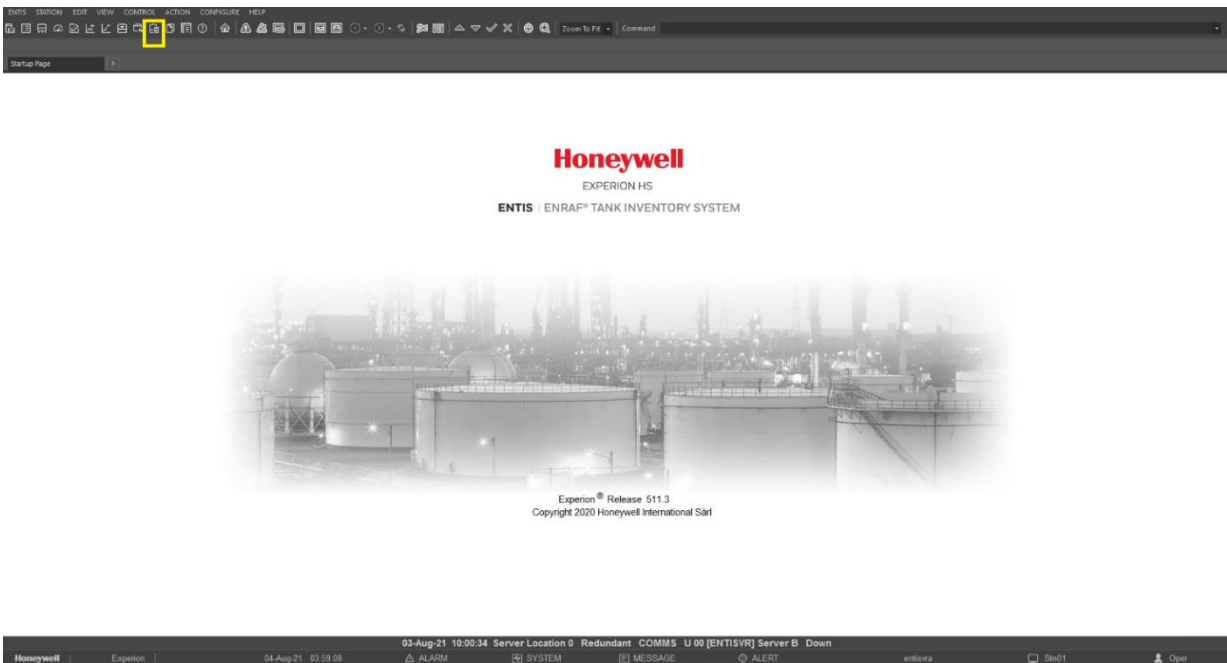 ENTIS STATION EDIT VIEW CONTROL ACTION CONFIGURE HELP
Zoom To Fit Command
Startup Page >
Honeywell
EXPERION HS
ENTIS | ENRAF® TANK INVENTORY SYSTEM
Experion® Release 511.3
Copyright 2020 Honeywell International Sàrl
03-Aug-21 10:00:34 Server Location 0 Redundant COMMS U 00 [ENTISVR] Server B Down
Honeywell Experion 04-Aug-21 03:59:08 ALARM SYSTEM MESSAGE ALERT entisvra Stn01 Oper